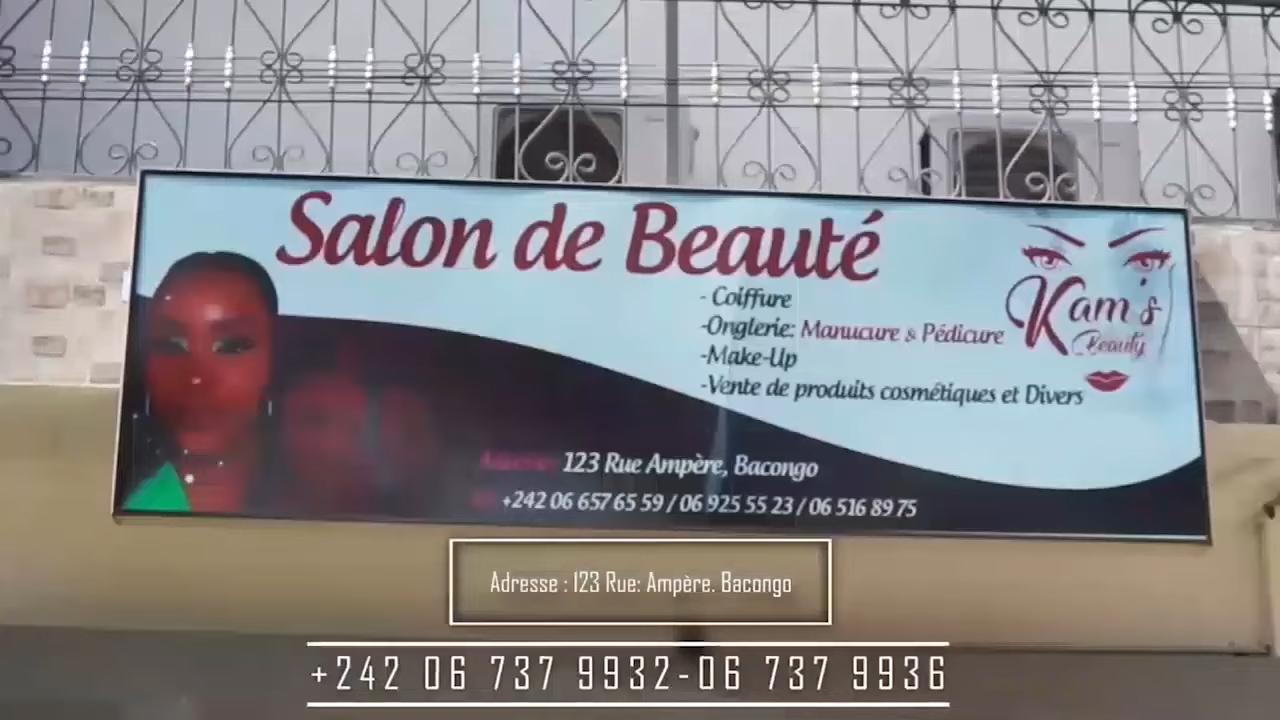 Salon de Beauté
- Coiffure
-Onglerie: Manucure & Pédicure
-Make-Up
-Vente de produits cosmétiques et Divers
Kam's
Beauty
123 Rue Ampère, Bacongo
+242 06 657 65 59 / 06 925 55 23 / 06 516 89 75
Adresse : 123 Rue: Ampère. Bacongo
+242 06 737 9932-06 737 9936